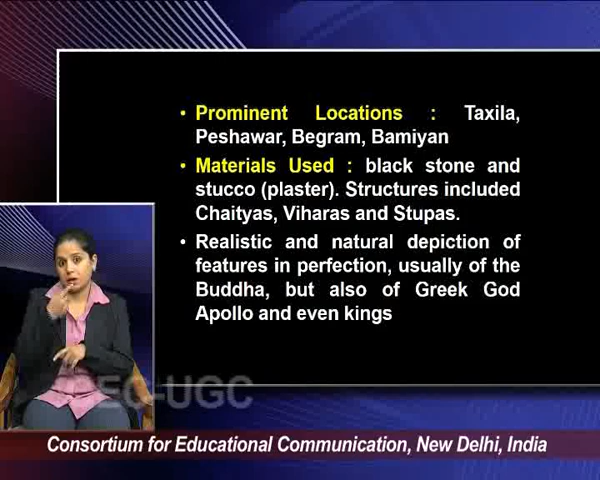 • Prominent Locations : Taxila,
Peshawar, Begram, Bamiyan
• Materials Used : black stone and
stucco (plaster). Structures included
Chaityas, Viharas and Stupas.
• Realistic and natural depiction of
features in perfection, usually of the
Buddha, but also of Greek God
Apollo and even kings
EC-UGC
Consortium for Educational Communication, New Delhi, India